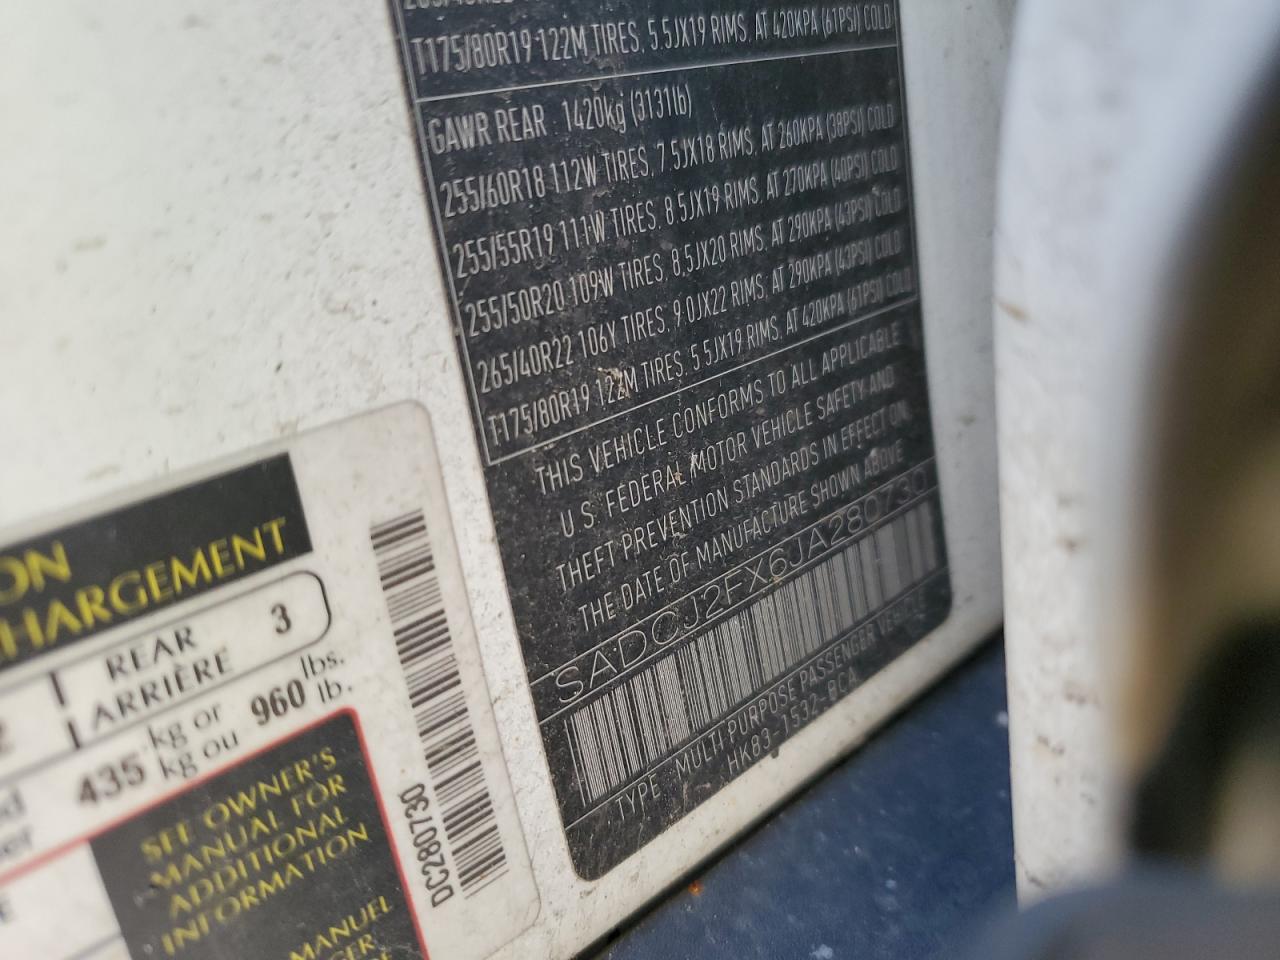 T175/80R19 122M TIRES, 5.5JX19 RIMS, AT 420KPA (61PSI) COLD
GAWR REAR : 1420kg (3131lb)
255/60R18 112W TIRES, 7.5JX18 RIMS, AT 260KPA (38PSI) COLD
255/55R19 111W TIRES, 8.5JX19 RIMS, AT 270KPA (40PSI) COLD
255/50R20 109W TIRES, 8.5JX20 RIMS, AT 290KPA (43PSI) COLD
265/40R22 106Y TIRES, 9.0JX22 RIMS, AT 290KPA (43PSI) COLD
T175/80R19 122M TIRES, 5.5JX19 RIMS, AT 420KPA (61PSI) COLD
THIS VEHICLE CONFORMS TO ALL APPLICABLE
U.S. FEDERAL MOTOR VEHICLE SAFETY AND
THEFT PREVENTION STANDARDS IN EFFECT ON
THE DATE OF MANUFACTURE SHOWN ABOVE
SADCJ2FX6JA280730
TYPE MULTI-PURPOSE PASSENGER VEHICLE
HK83-1532-BCA
ON
HARGEMENT
REAR 3
ARRIÈRE
435 kg or 960 lbs.
kg ou lb.
SEE OWNER'S
MANUAL FOR
ADDITIONAL
INFORMATION
MANUEL
DC280730